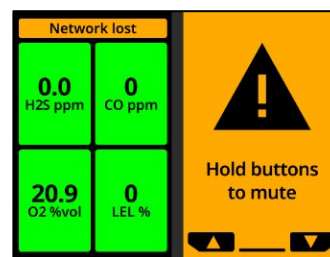 Network lost
0.0
H2S ppm
0
CO ppm
20.9
O2 %vol
0
LEL %
!
Hold buttons
to mute